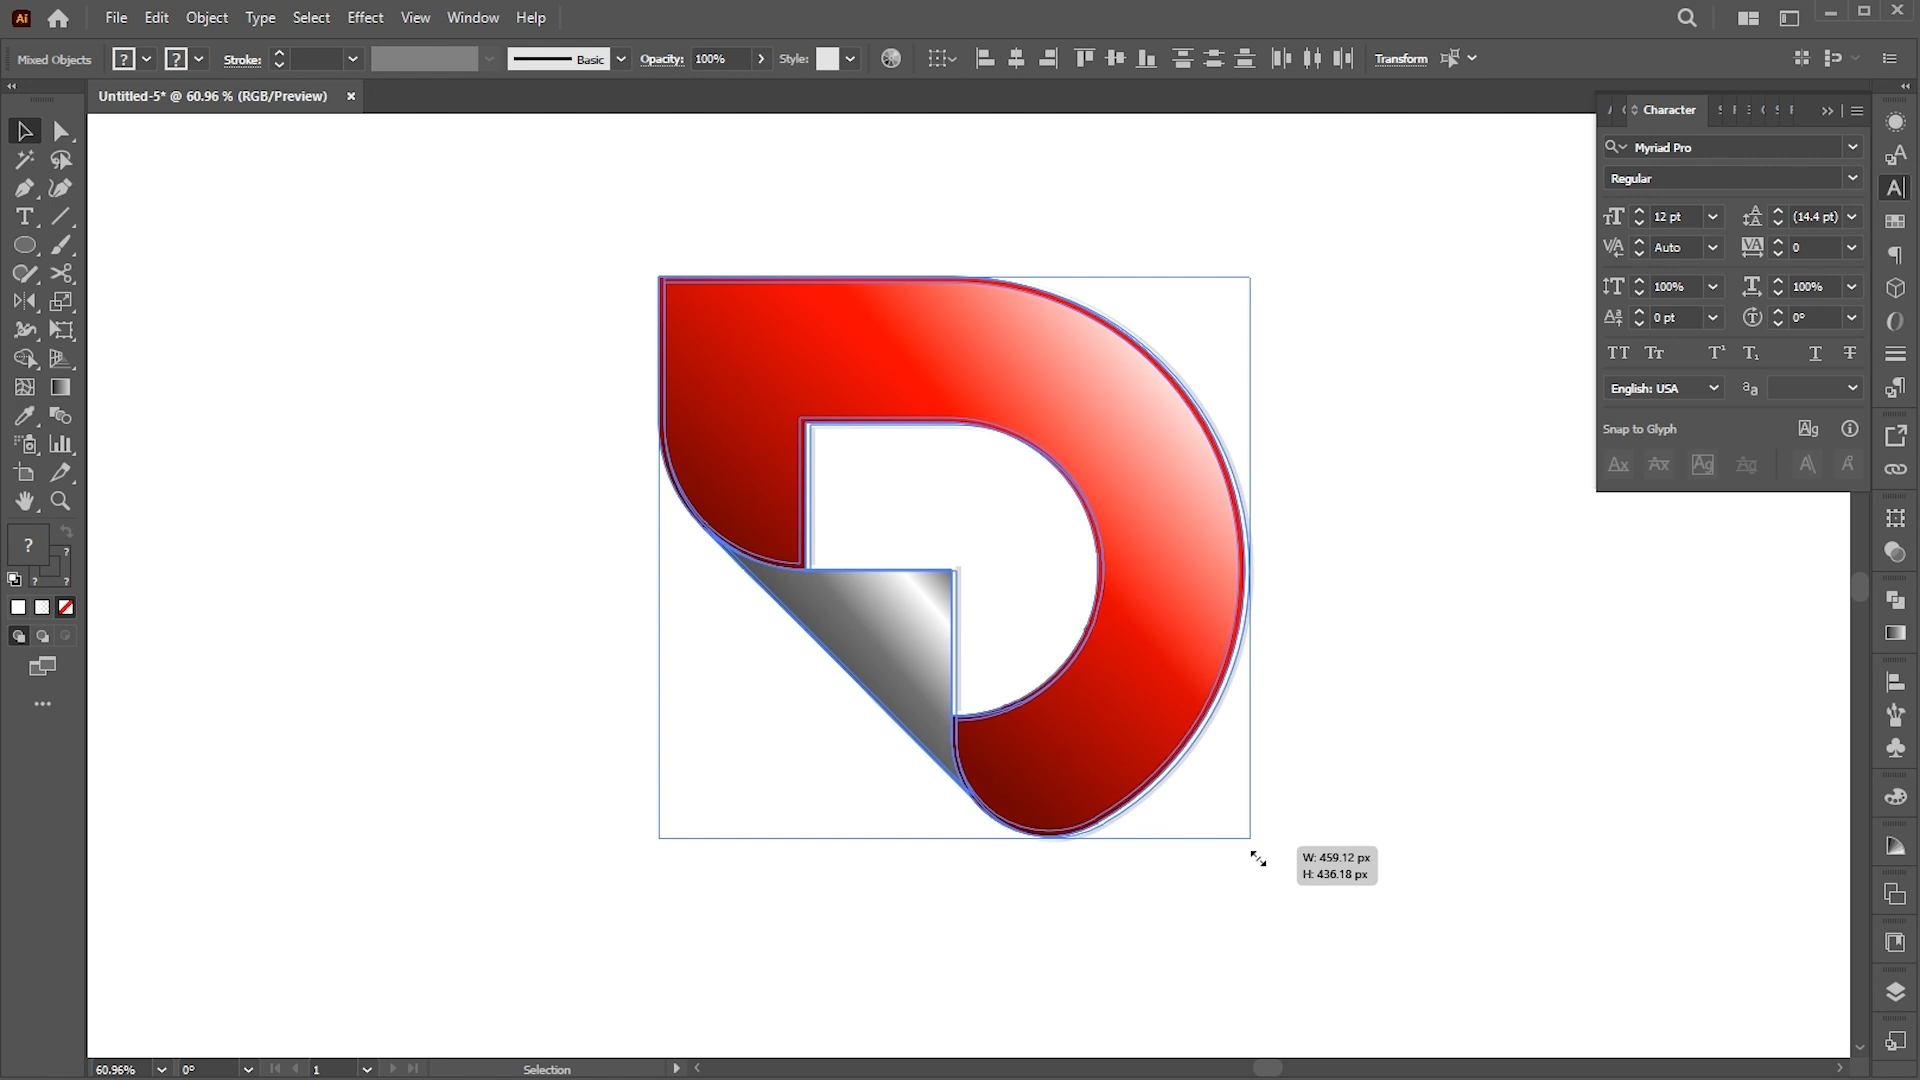 Ai File Edit Object Type Select Effect View Window Help
Mixed Objects ? ? Stroke: Basic Opacity: 100% Style: Transform
Untitled-5* @ 60.96 % (RGB/Preview) ×
Character
Myriad Pro
Regular
12 pt (14.4 pt)
Auto 0
100% 100%
0 pt 0°
English: USA
Snap to Glyph
?
? ?
?
W: 459.12 px
H: 436.18 px
60.96% 0° 1 Selection